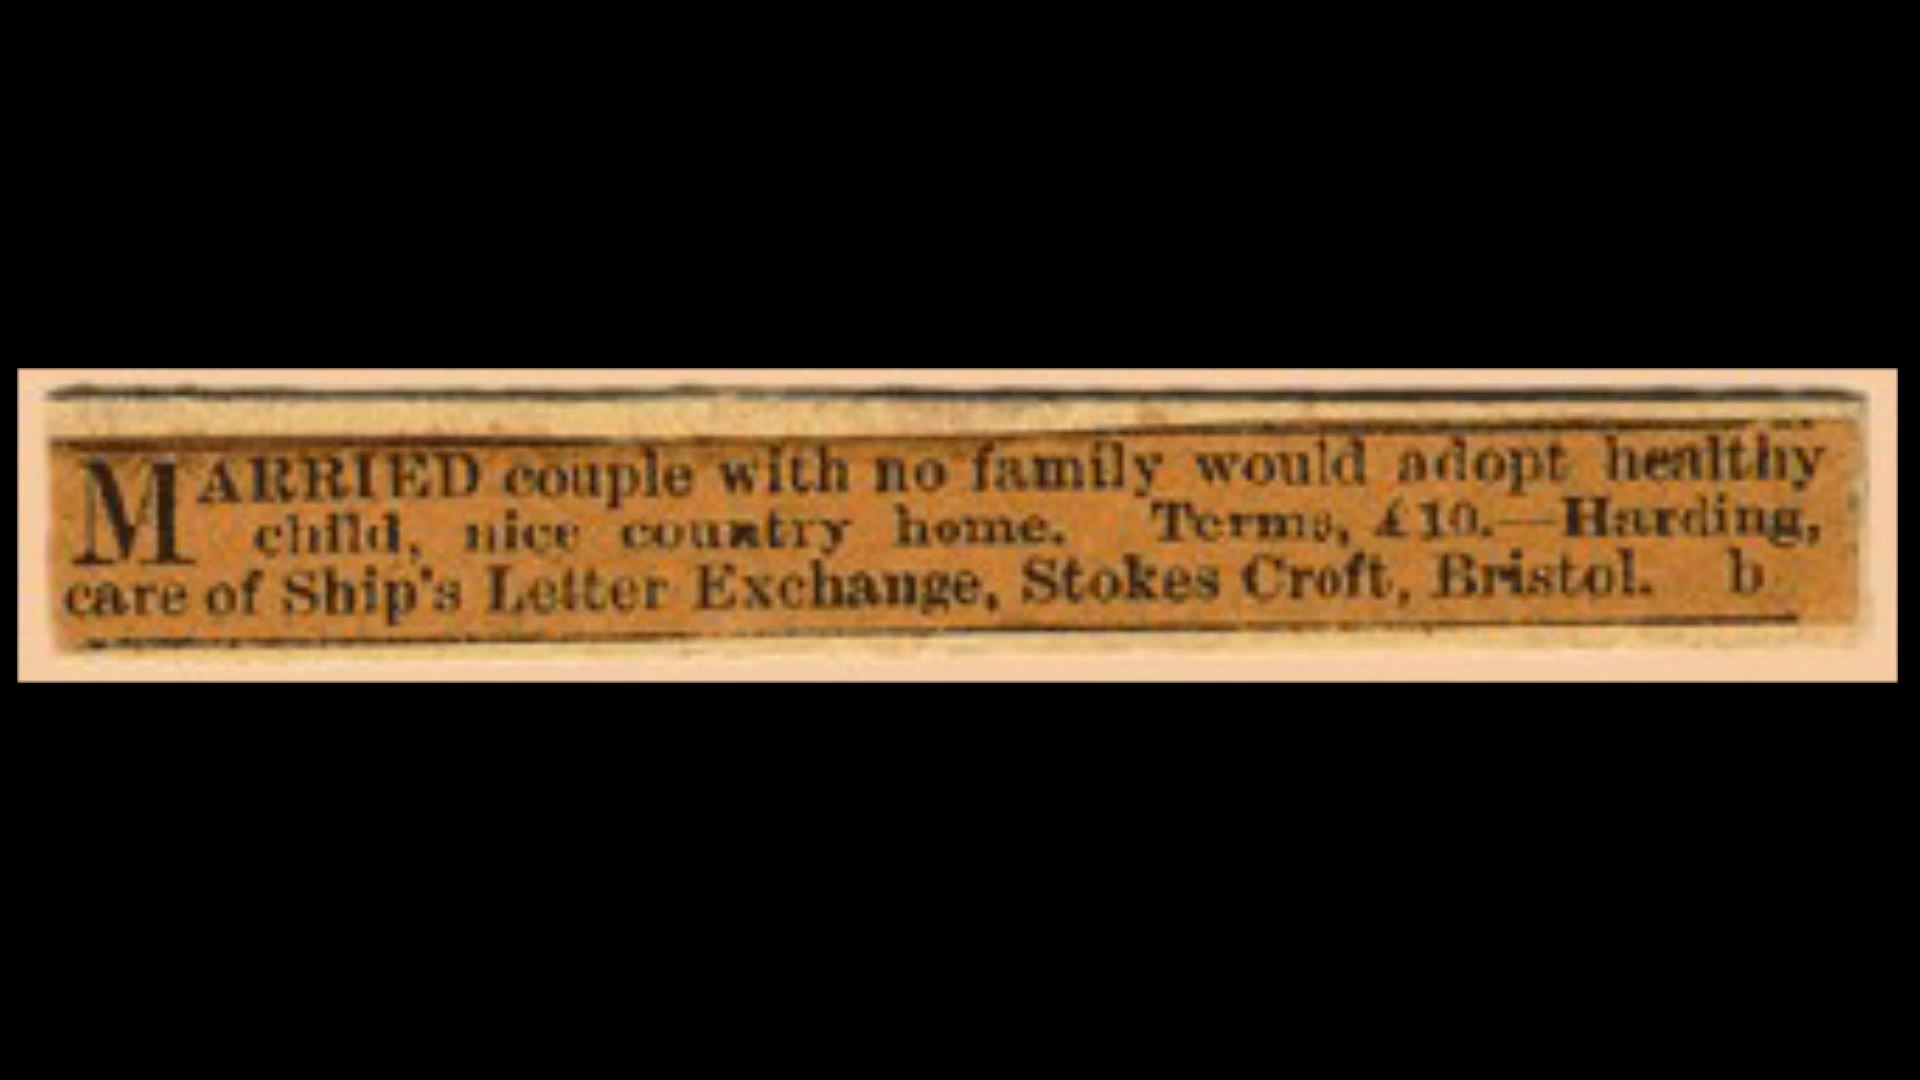 MARRIED couple with no family would adopt healthy
child, nice country home. Terms, £10.—Harding,
care of Ship's Letter Exchange, Stokes Croft, Bristol. b